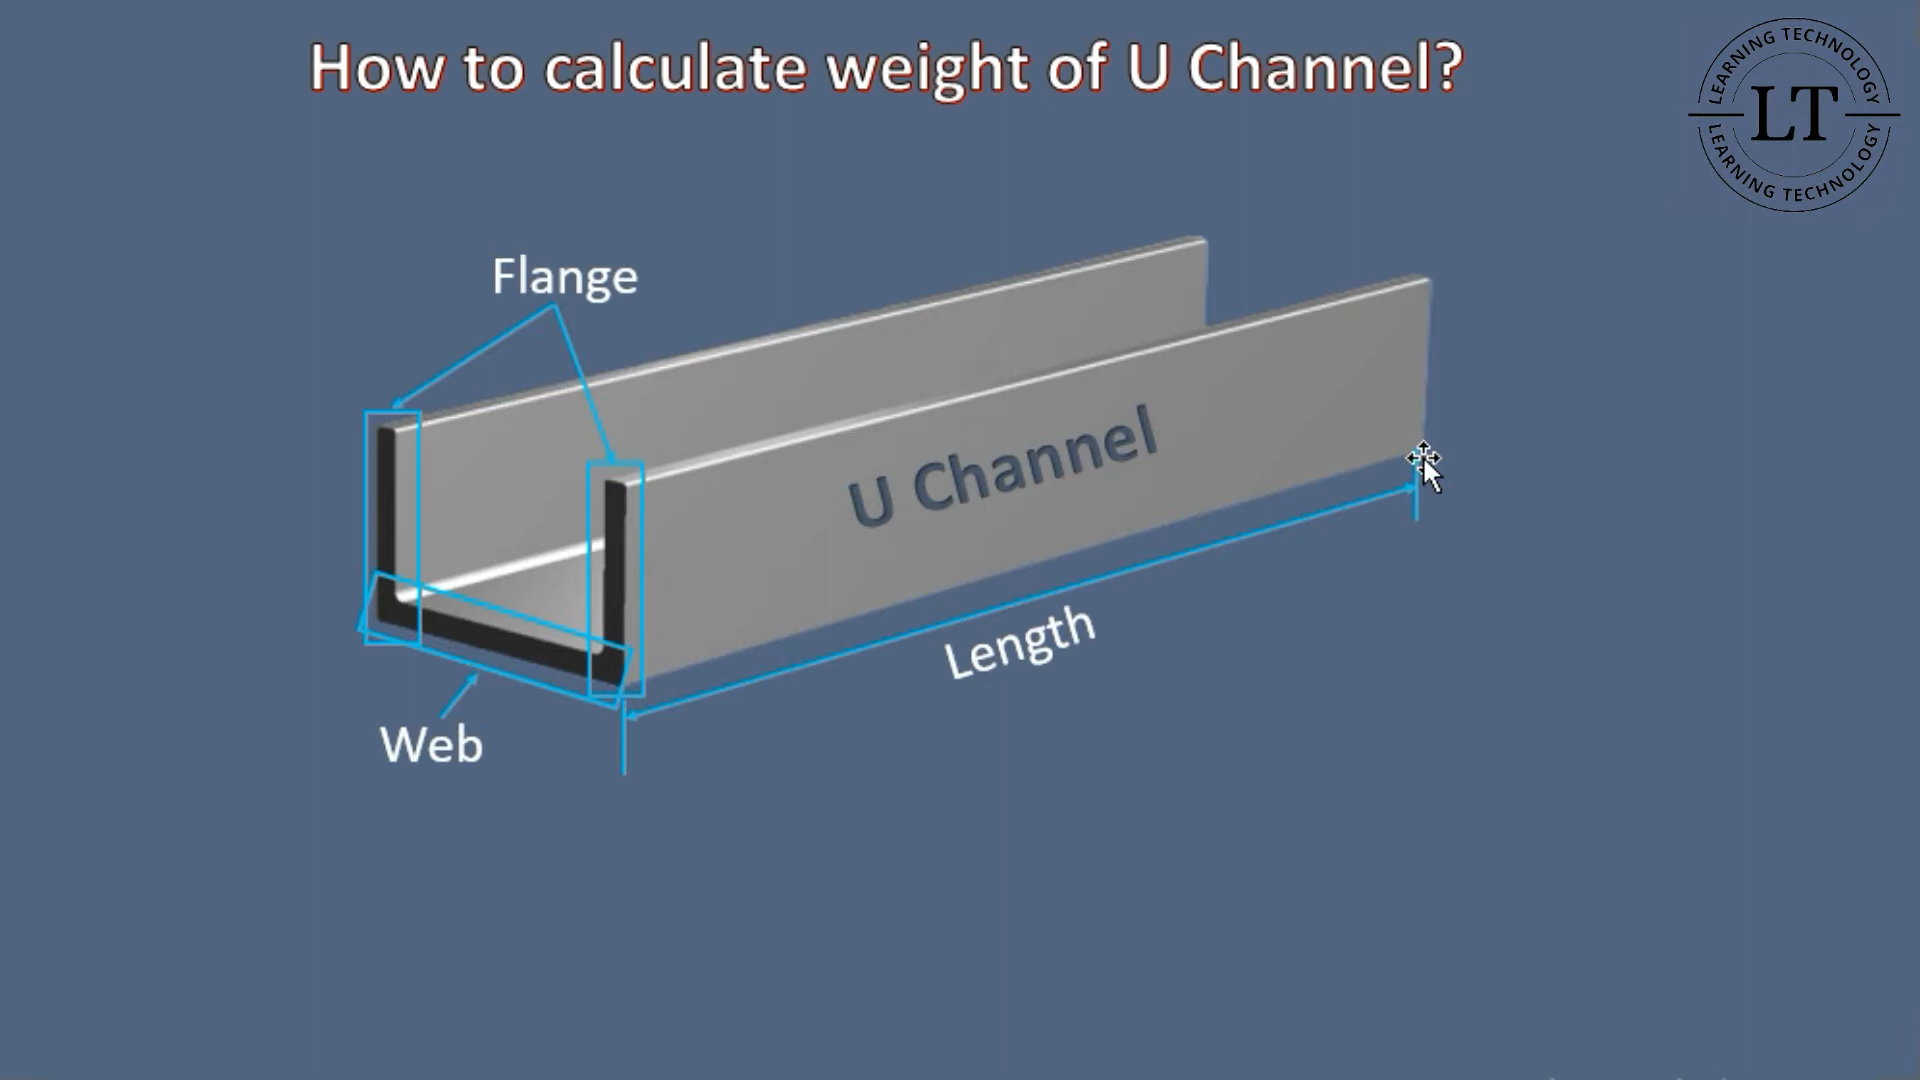 How to calculate weight of U Channel?
LEARNING TECHNOLOGY
LT
LEARNING TECHNOLOGY
Flange
U Channel
Length
Web